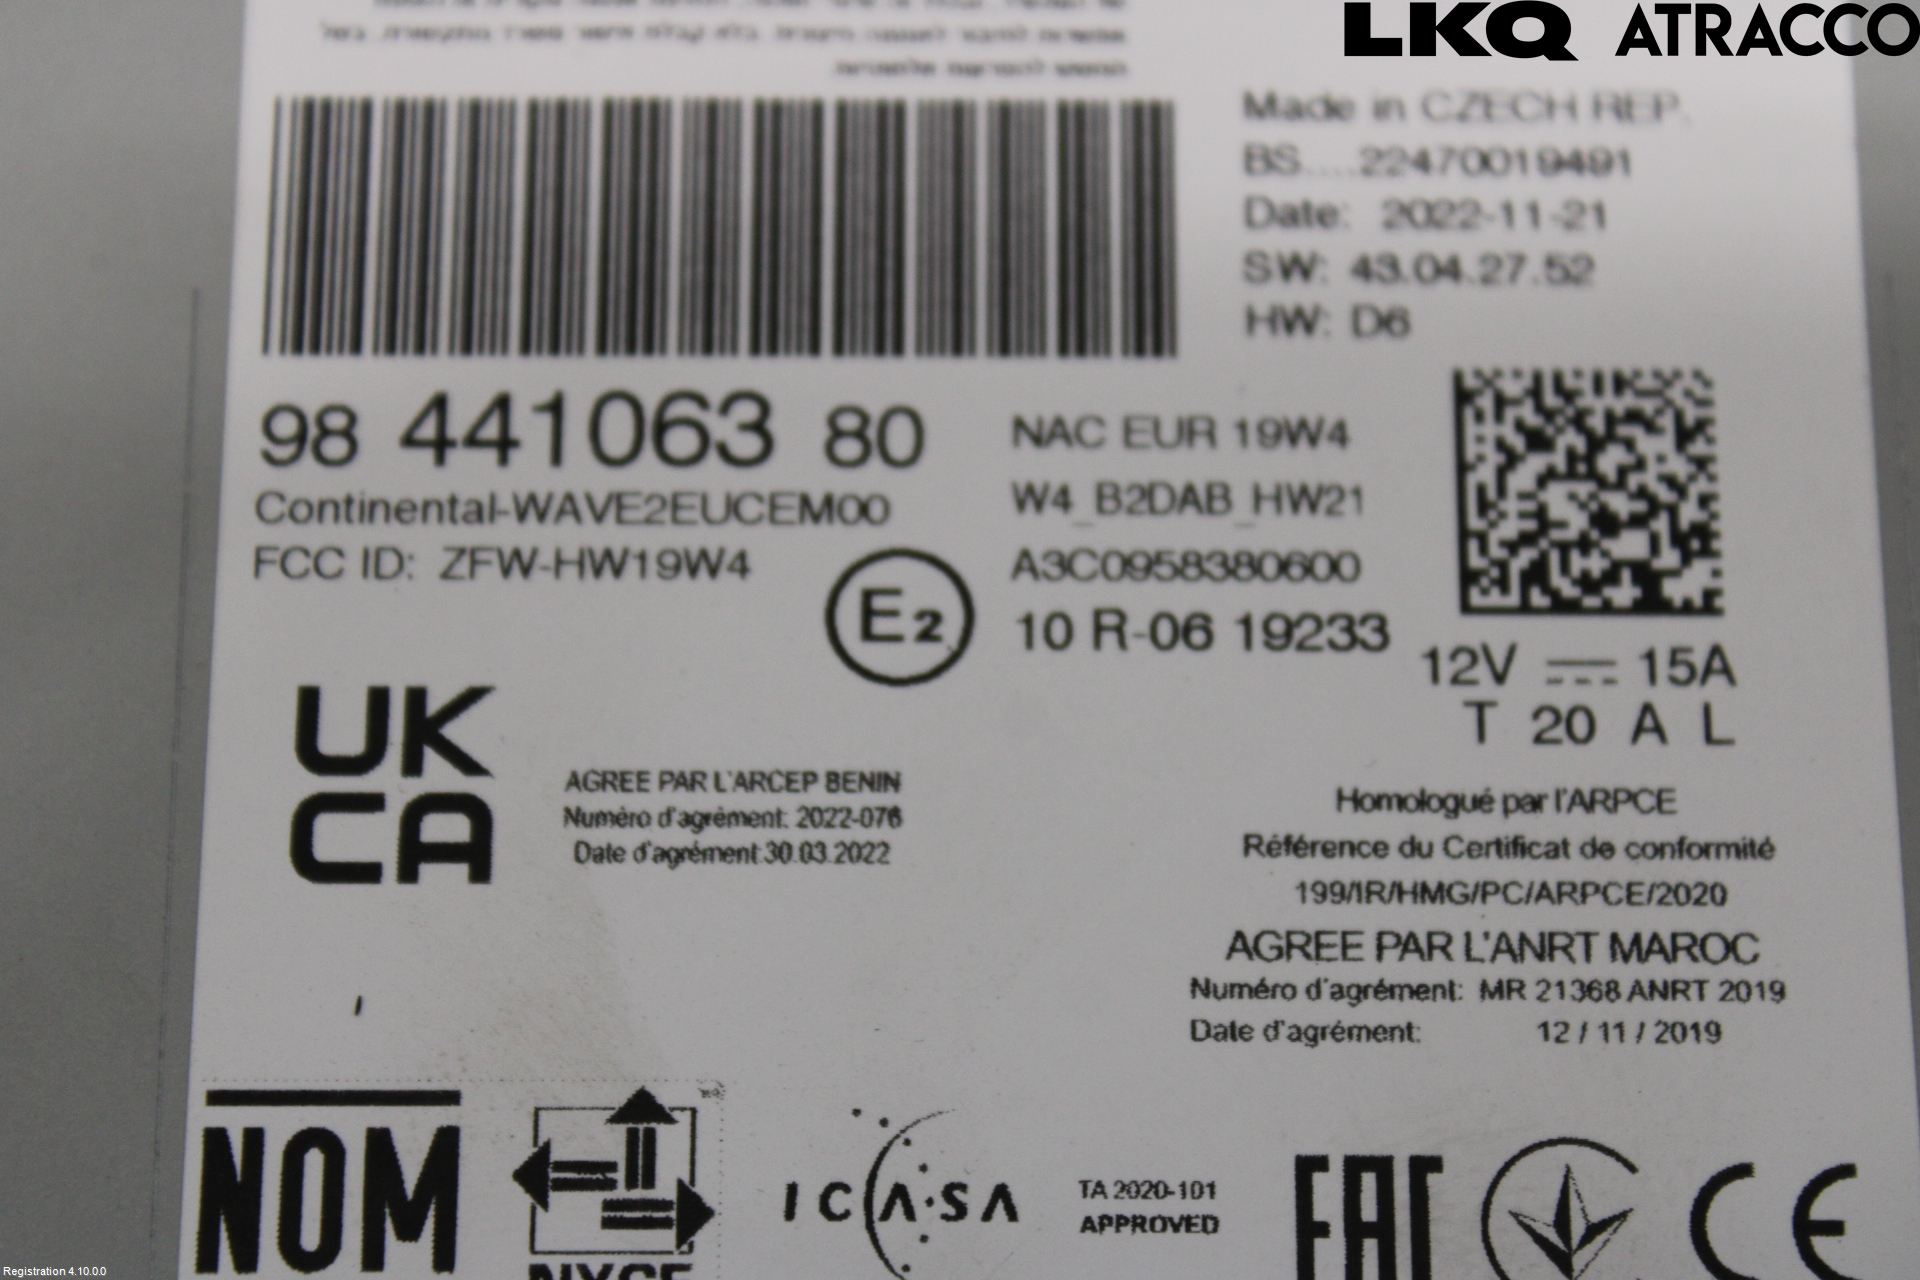 LKQ ATRACCO
Made in CZECH REP.
BS....22470019491
Date: 2022-11-21
SW: 43.04.27.52
HW: D6
98 441063 80
Continental-WAVE2EUCEM00
FCC ID: ZFW-HW19W4
NAC EUR 19W4
W4_B2DAB_HW21
A3C0958380600
E2
10 R-06 19233
12V 15A
T 20 A L
UK
CA
AGREE PAR L'ARCEP BENIN
Numéro d'agrément: 2022-076
Date d'agrément:30.03.2022
Homologué par l'ARPCE
Référence du Certificat de conformité
199/IR/HMG/PC/ARPCE/2020
AGREE PAR L'ANRT MAROC
Numéro d'agrément: MR 21368 ANRT 2019
Date d'agrément: 12 / 11 / 2019
NOM
NYCE
ICASA
TA 2020-101
APPROVED
EAC
CE
Registration 4.10.0.0